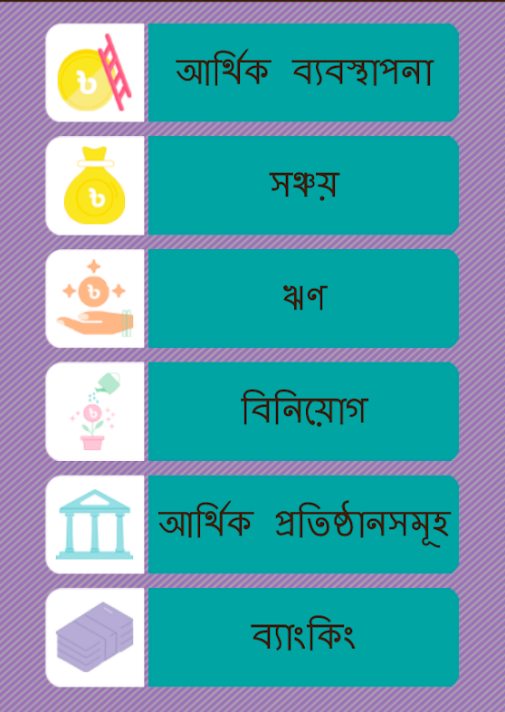 আর্থিক ব্যবস্থাপনা
সঞ্চয়
ঋণ
বিনিয়োগ
আর্থিক প্রতিষ্ঠানসমূহ
ব্যাংকিং